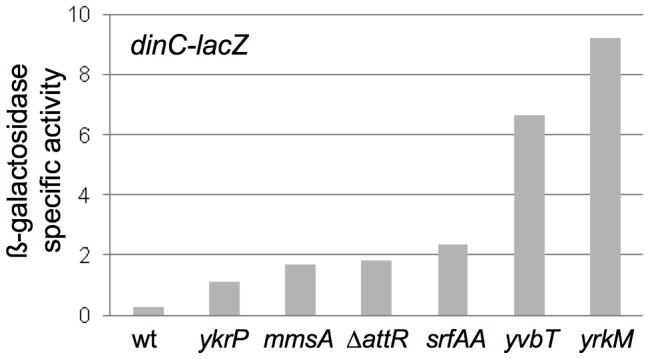 10
dinC-lacZ
8
6
4
2
0
ß-galactosidase
specific activity
wt ykrP mmsA ΔattR srfAA yvbT yrkM